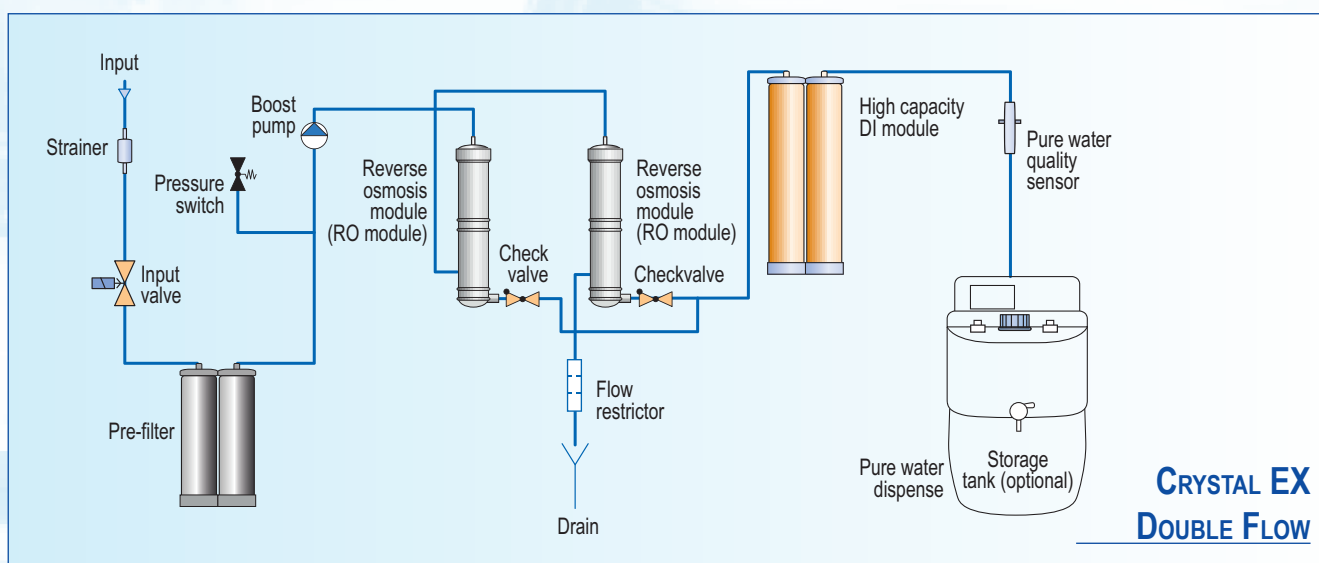 Input
Strainer
Boost
pump
Pressure
switch
Input
valve
Pre-filter
Reverse
osmosis
module
(RO module)
Check
valve
Reverse
osmosis
module
(RO module)
Checkvalve
Flow
restrictor
Drain
High capacity
DI module
Pure water
quality
sensor
Pure water
dispense
Storage
tank (optional)
CRYSTAL EX
DOUBLE FLOW